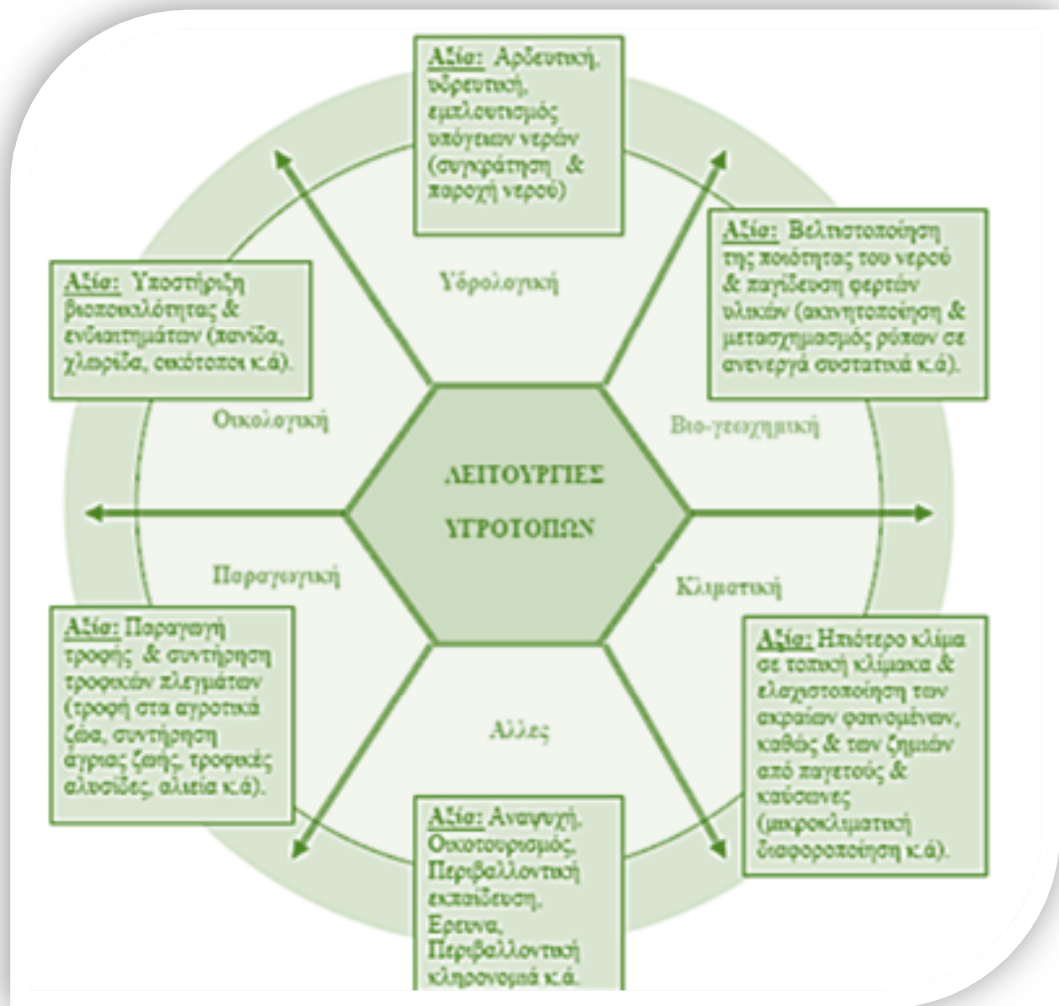 Αξία: Αρδευτική,
υδρευτική,
εμπλουτισμός
υπόγειων νερών
(συγκράτηση &
παροχή νερού)
Υδρολογική
Αξία: Βελτιστοποίηση
της ποιότητας του νερού
& παγίδευση φερτών
υλικών (ακινητοποίηση &
μετασχημασμός ρύπων σε
ανενεργά συστατικά κ.ά).
Βιο-γεωχημική
Αξία: Υποστήριξη
βιοποικιλότητας &
ενδιαιτημάτων (πανίδα,
χλωρίδα, οικότοποι κ.ά).
Οικολογική
ΛΕΙΤΟΥΡΓΙΕΣ
ΥΓΡΟΤΟΠΩΝ
Παραγωγική
Κλιματική
Αξία: Παραγωγή
τροφής & συντήρηση
τροφικών πλεγμάτων
(τροφή στα αγροτικά
ζώα, συντήρηση
άγριας ζωής, τροφικές
αλυσίδες, αλιεία κ.ά).
Αξία: Ηπιότερο κλίμα
σε τοπική κλίμακα &
ελαχιστοποίηση των
ακραίων φαινομένων,
καθώς & των ζημιών
από παγετούς &
καύσωνες
(μικροκλιματική
διαφοροποίηση κ.ά).
Αλλες
Αξία: Αναψυχή,
Οικοτουρισμός,
Περιβαλλοντική
εκπαίδευση,
Ερευνα,
Περιβαλλοντική
κληρονομιά κ.ά.